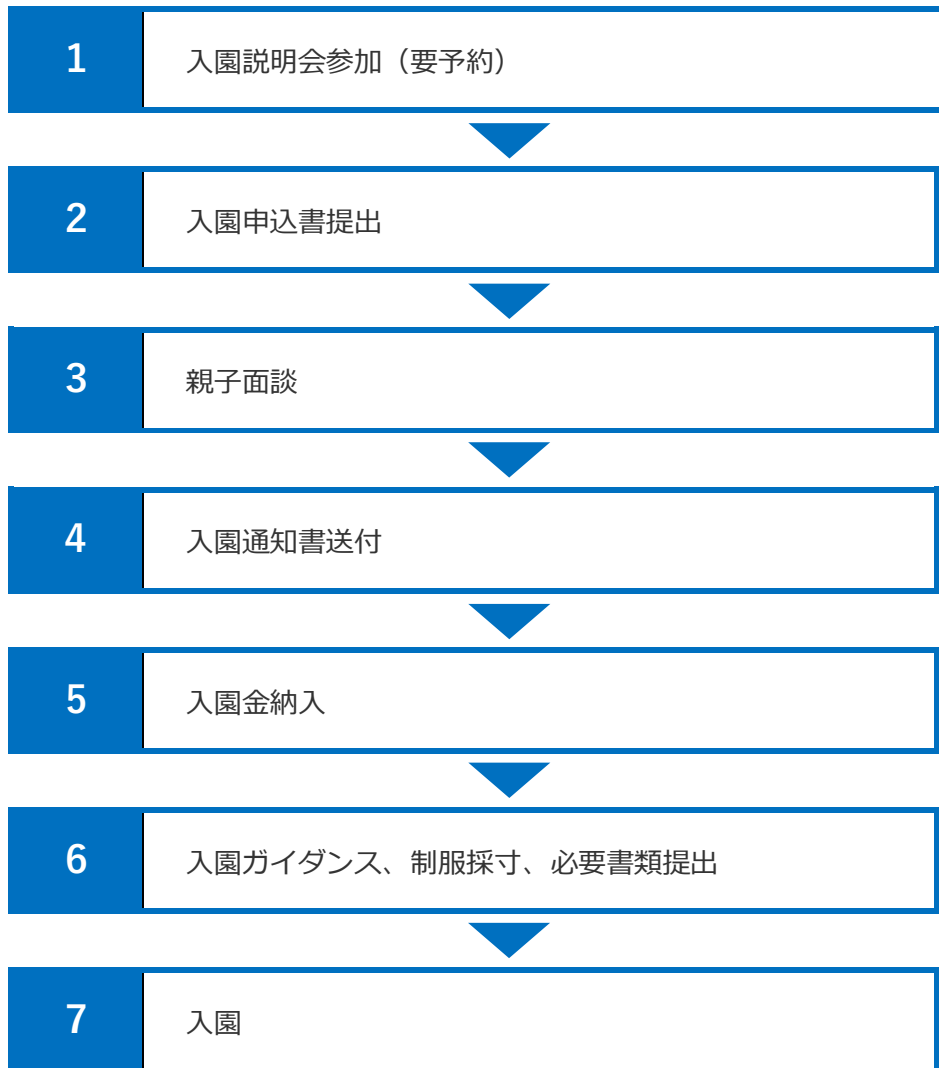 1
入園説明会参加（要予約）
2
入園申込書提出
3
親子面談
4
入園通知書送付
5
入園金納入
6
入園ガイダンス、制服採寸、必要書類提出
7
入園